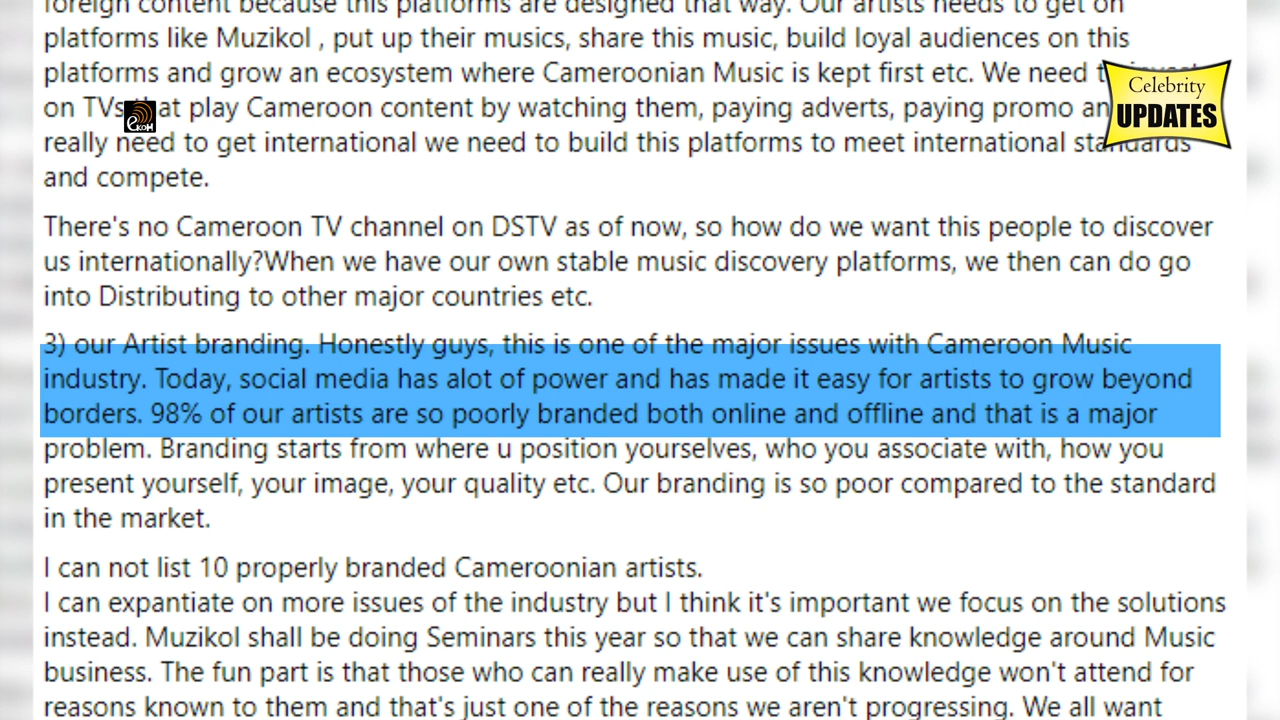 foreign content because this platforms are designed that way. Our artists needs to get on
platforms like Muzikol , put up their musics, share this music, build loyal audiences on this
platforms and grow an ecosystem where Cameroonian Music is kept first etc. We need
on TVs at play Cameroon content by watching them, paying adverts, paying promo an
really need to get international we need to build this platforms to meet international standards
and compete.
Celebrity
UPDATES
eKOH
There's no Cameroon TV channel on DSTV as of now, so how do we want this people to discover
us internationally?When we have our own stable music discovery platforms, we then can do go
into Distributing to other major countries etc.
3) our Artist branding. Honestly guys, this is one of the major issues with Cameroon Music
industry. Today, social media has alot of power and has made it easy for artists to grow beyond
borders. 98% of our artists are so poorly branded both online and offline and that is a major
problem. Branding starts from where u position yourselves, who you associate with, how you
present yourself, your image, your quality etc. Our branding is so poor compared to the standard
in the market.
I can not list 10 properly branded Cameroonian artists.
I can expantiate on more issues of the industry but I think it's important we focus on the solutions
instead. Muzikol shall be doing Seminars this year so that we can share knowledge around Music
business. The fun part is that those who can really make use of this knowledge won't attend for
reasons known to them and that's just one of the reasons we aren't progressing. We all want